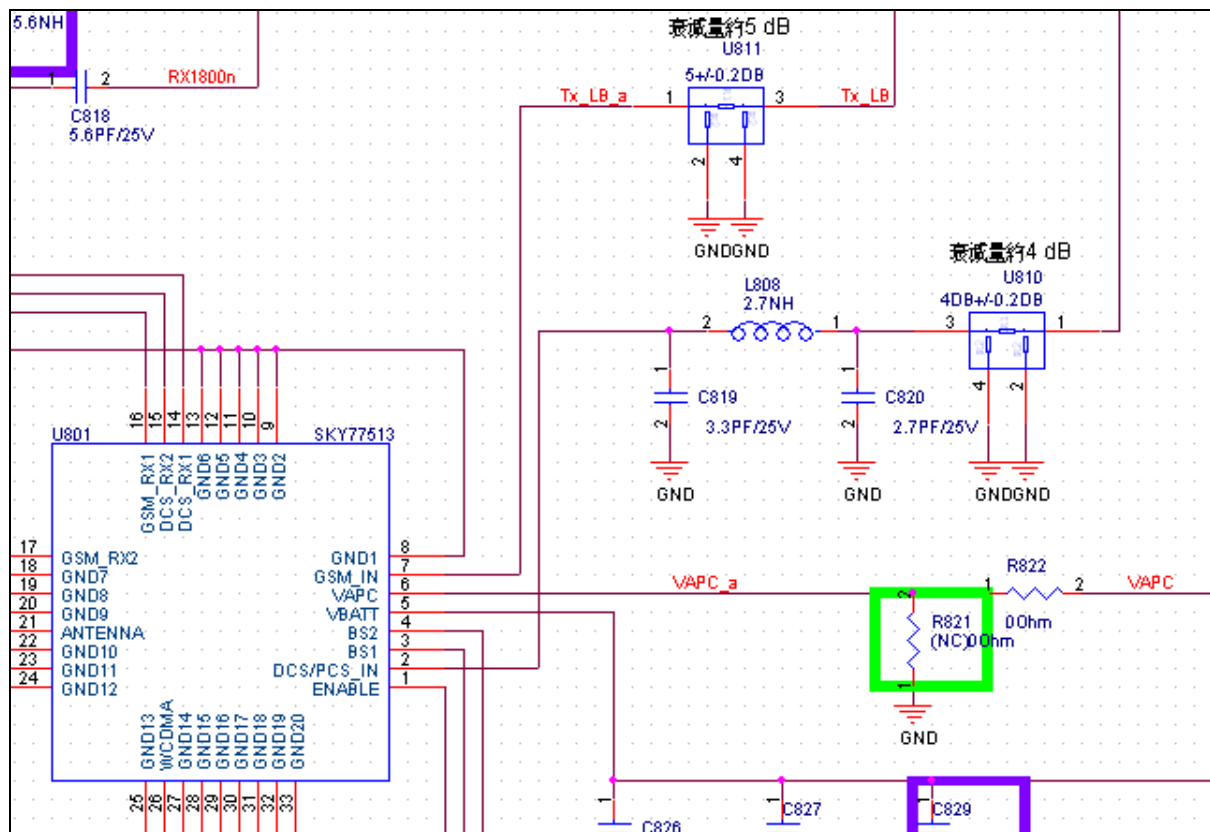 5.6NH
1
2
RX1800n
C818
5.6PF/25V
衰减量約5 dB
U811
5+/-0.2DB
Tx_LB_a
1
3
Tx_LB
2
4
GNDGND
衰减量約4 dB
U810
4DB+/-0.2DB
L808
2.7NH
2
1
3
1
1
C819
2
3.3PF/25V
GND
1
C820
2
2.7PF/25V
GND
4
2
GNDGND
U801
SKY77513
16
15
14
13
12
11
10
9
GSM_RX1
DCS_RX2
DCS_RX1
GND6
GND5
GND4
GND3
GND2
17
GSM_RX2
18
GND7
19
GND8
20
GND9
21
ANTENNA
22
GND10
23
GND11
24
GND12
GND1
8
GSM_IN
7
VAPC
6
VBATT
5
BS2
4
BS1
3
DCS/PCS_IN
2
ENABLE
1
GND13
WCDMA
GND14
GND15
GND16
GND17
GND18
GND19
GND20
25
26
27
28
29
30
31
32
33
VAPC_a
2
R821
(NC)0Ohm
1
GND
R822
1
2
VAPC
0Ohm
1
C826
1
C827
1
C829